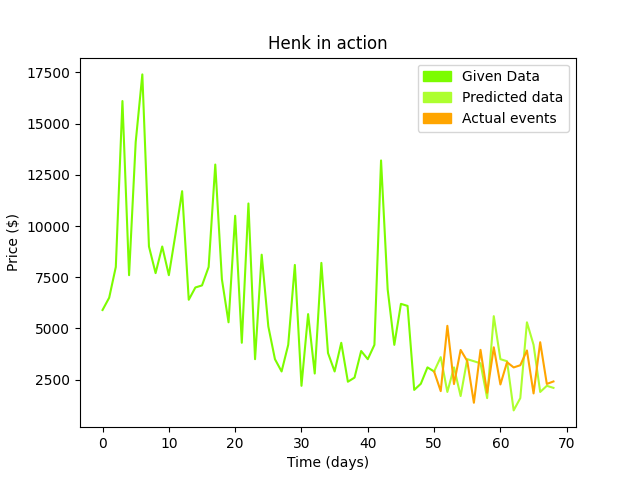 Henk in action
Given Data
Predicted data
Actual events
Price ($)
17500
15000
12500
10000
7500
5000
2500
0 10 20 30 40 50 60 70
Time (days)